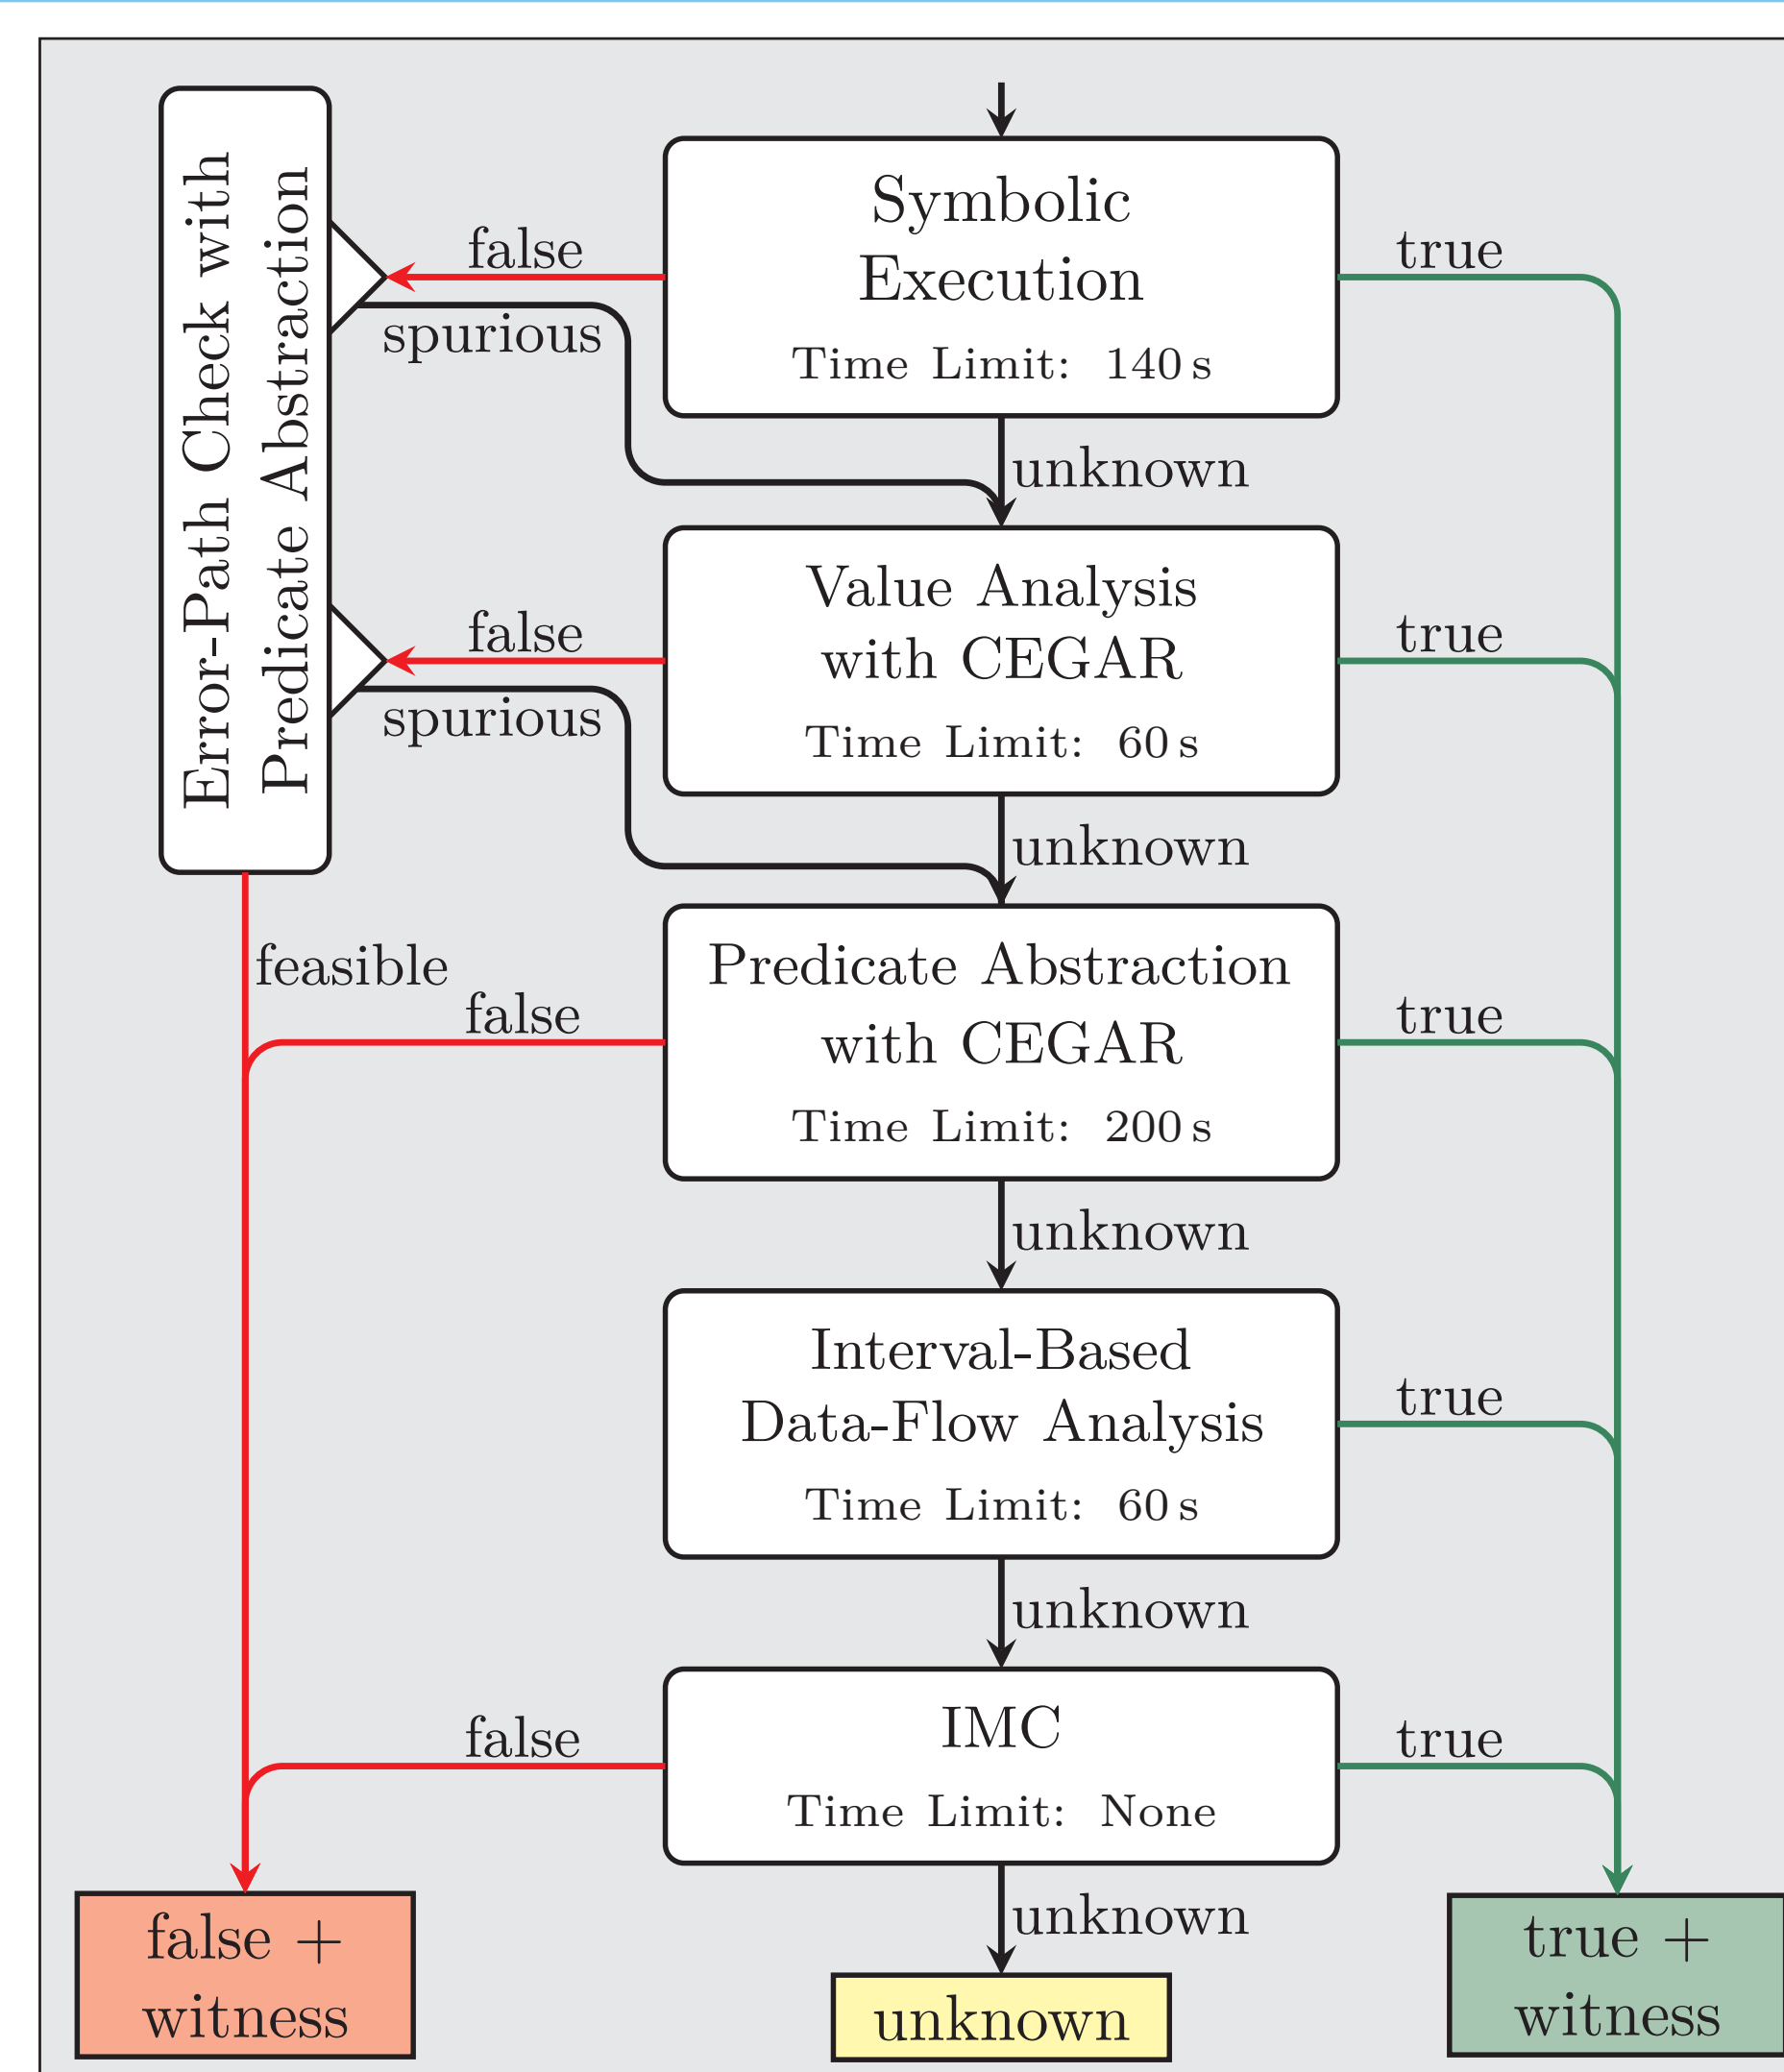 Error-Path Check with
Predicate Abstraction
Symbolic
Execution
Time Limit: 140 s
false
true
spurious
unknown
Value Analysis
with CEGAR
Time Limit: 60 s
false
true
spurious
unknown
feasible
Predicate Abstraction
with CEGAR
Time Limit: 200 s
false
true
unknown
Interval-Based
Data-Flow Analysis
Time Limit: 60 s
true
unknown
IMC
Time Limit: None
false
true
unknown
false +
witness
unknown
true +
witness